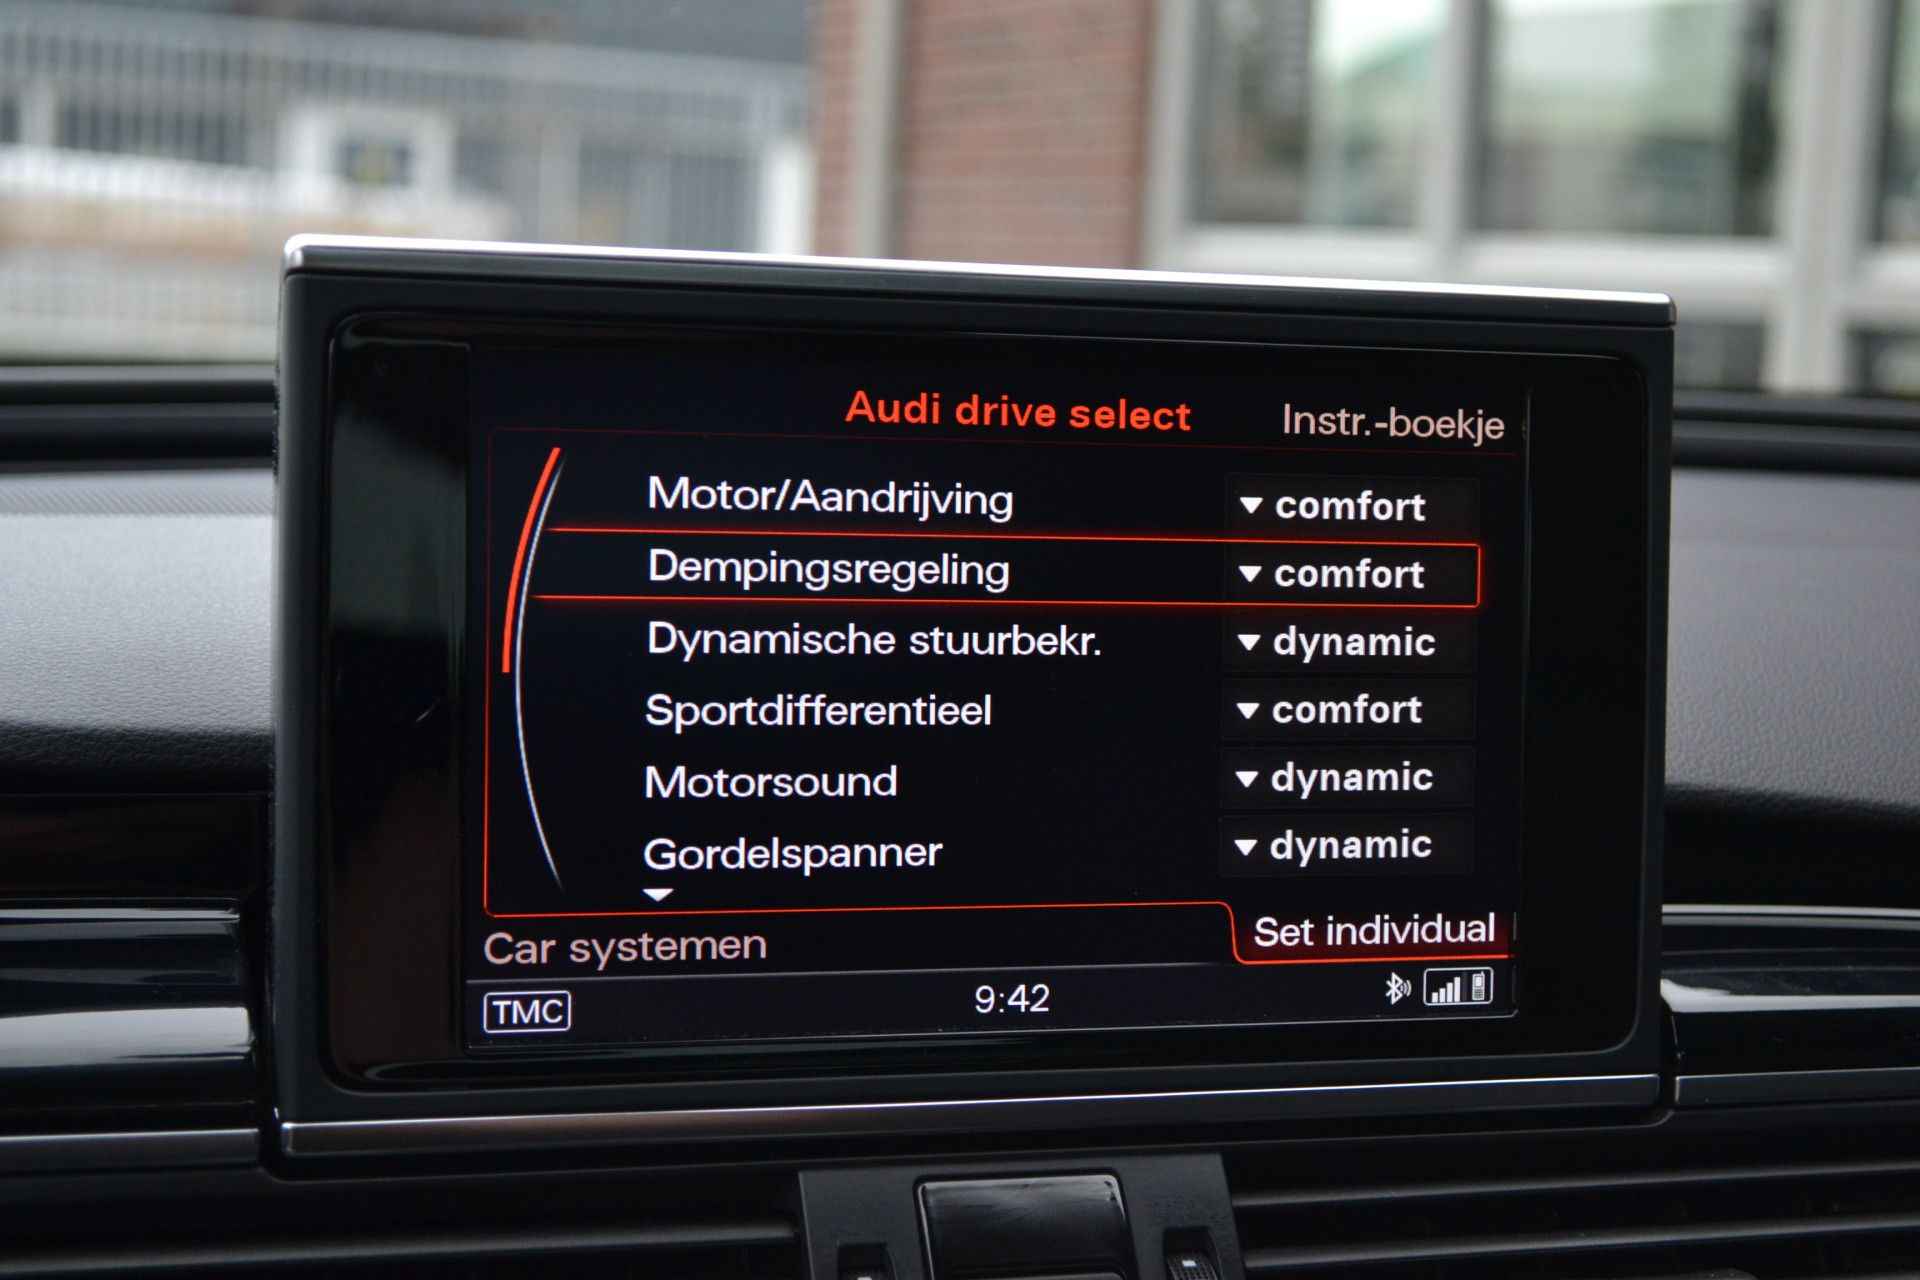 Audi drive select Instr.-boekje
Motor/Aandrijving comfort
Dempingsregeling comfort
Dynamische stuurbekr. dynamic
Sportdifferentieel comfort
Motorsound dynamic
Gordelspanner dynamic
Car systemen Set individual
TMC 9:42